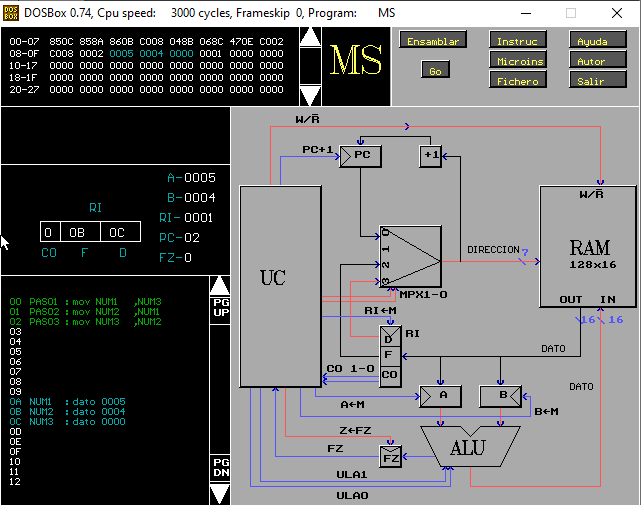 DOSBox 0.74, Cpu speed: 3000 cycles, Frameskip 0, Program: MS
00-07 850C 858A 860B C008 048B 068C 470E C002
08-0F C008 0002 0005 0004 0000 0001 0000 0000
10-17 0000 0000 0000 0000 0000 0000 0000 0000
18-1F 0000 0000 0000 0000 0000 0000 0000 0000
20-27 0000 0000 0000 0000 0000 0000 0000 0000
MS
Ensamblar Instruc Ayuda
Go Microins Autor
Fichero Salir
A-0005
B-0004
RI
RI-0001
0 0B 0C
PC-02
CO F D
FZ-0
PG UP
00 PASO1 :mov NUM1 ,NUM3
01 PASO2 :mov NUM2 ,NUM1
02 PASO3 :mov NUM3 ,NUM2
03
04
05
06
07
08
09
0A NUM1 :dato 0005
0B NUM2 :dato 0004
0C NUM3 :dato 0000
0D
0E
0F
10
11
12
PG DN
W/R̄
PC+1
PC
+1
W/R̄
UC
0
1
2
3
MPX1-0
DIRECCION
7
RAM
128x16
OUT IN
16 16
RI←M
D
RI
F
CO
CO 1-0
DATO
DATO
A
B
A←M
B←M
Z←FZ
FZ
FZ
ALU
ULA1
ULA0